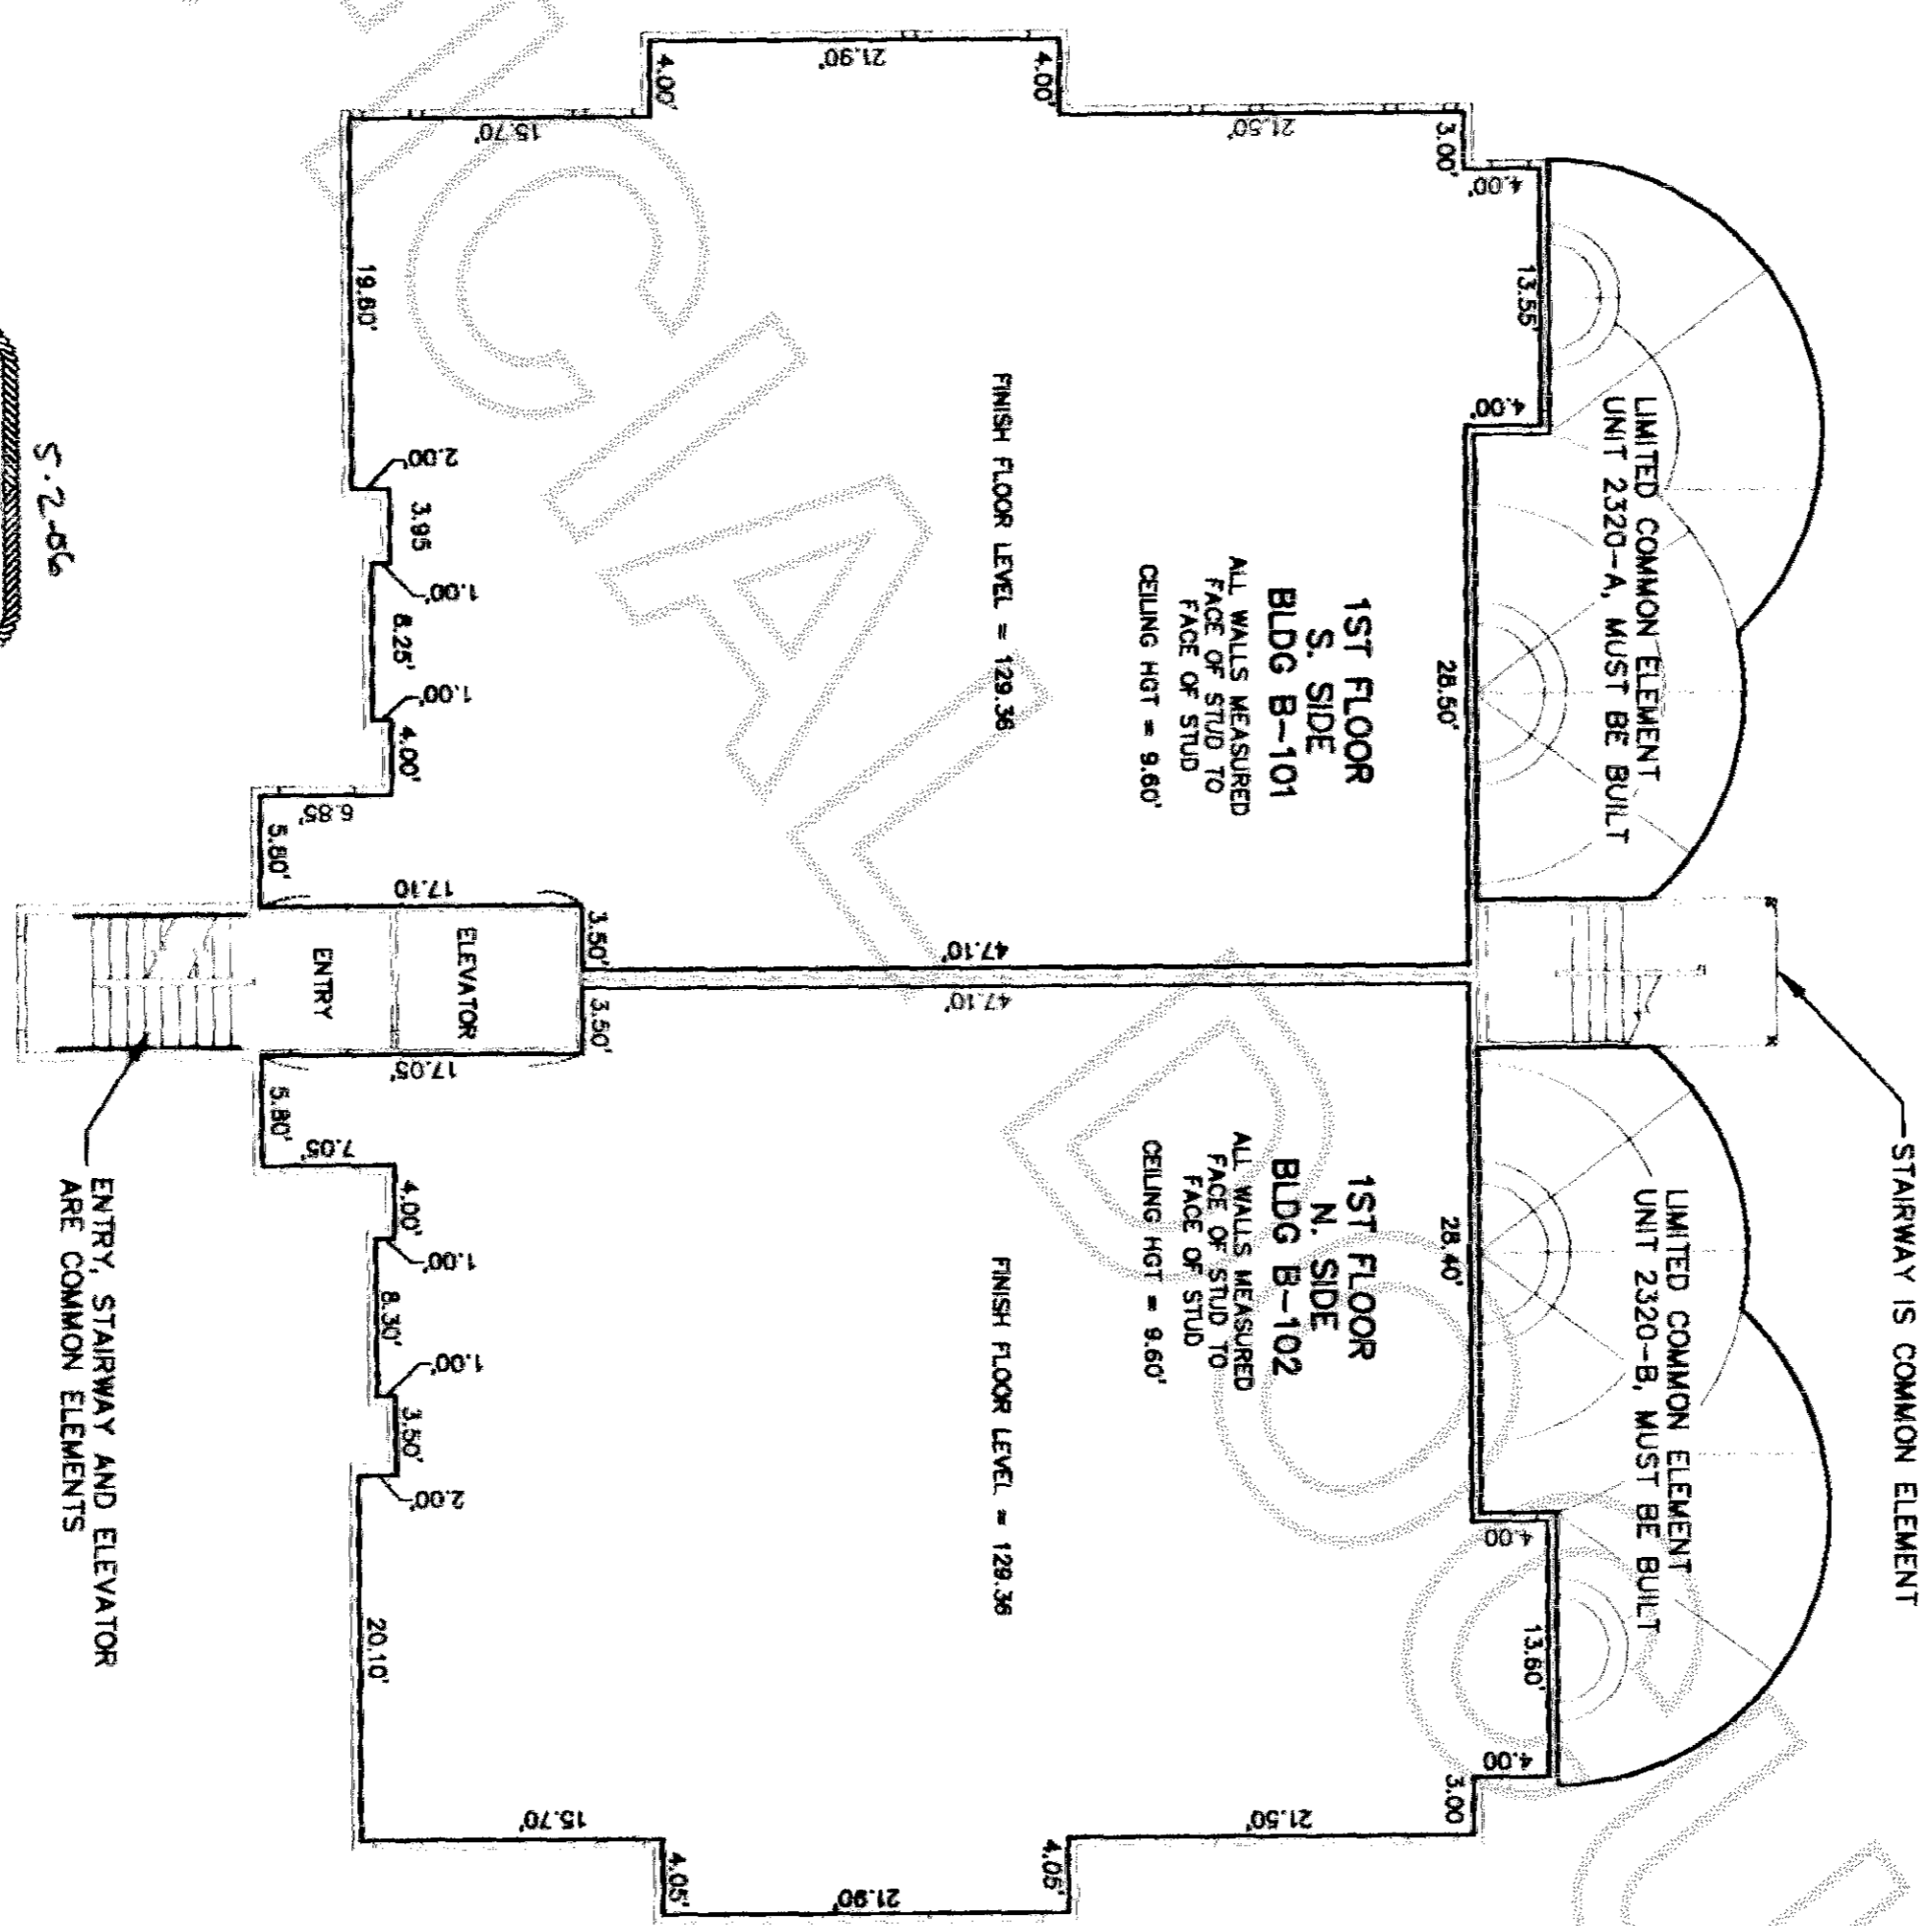 STAIRWAY IS COMMON ELEMENT
LIMITED COMMON ELEMENT
UNIT 2320-A, MUST BE BUILT
LIMITED COMMON ELEMENT
UNIT 2320-B, MUST BE BUILT
3.00'
4.00'
13.55'
4.00'
28.50'
28.40'
4.00
13.60'
4.00
3.00
21.50'
1ST FLOOR
S. SIDE
BLDG B-101
ALL WALLS MEASURED
FACE OF STUD TO
FACE OF STUD
CEILING HGT = 9.60'
FINISH FLOOR LEVEL = 129.36
1ST FLOOR
N. SIDE
BLDG B-102
ALL WALLS MEASURED
FACE OF STUD TO
FACE OF STUD
CEILING HGT = 9.60'
FINISH FLOOR LEVEL = 129.36
21.50'
4.00'
21.90'
4.00'
47.10'
47.10'
4.05'
21.90'
4.05'
15.70'
3.50'
3.50'
17.10
17.05'
ELEVATOR
ENTRY
15.70'
2.00'
3.95
1.00'
8.25'
1.00'
4.00'
6.85'
5.80'
5.80'
7.05'
4.00'
1.00'
8.30'
1.00'
3.50'
2.00'
20.10'
ENTRY, STAIRWAY AND ELEVATOR
ARE COMMON ELEMENTS
5-2-06